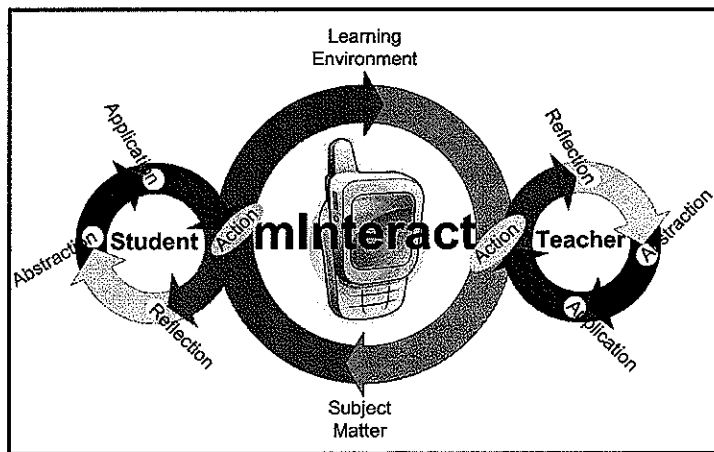 Learning
Environment
Application
Abstraction
Student
Reflection
Action
mInteract
Action
Reflection
Teacher
Abstraction
Application
Subject
Matter